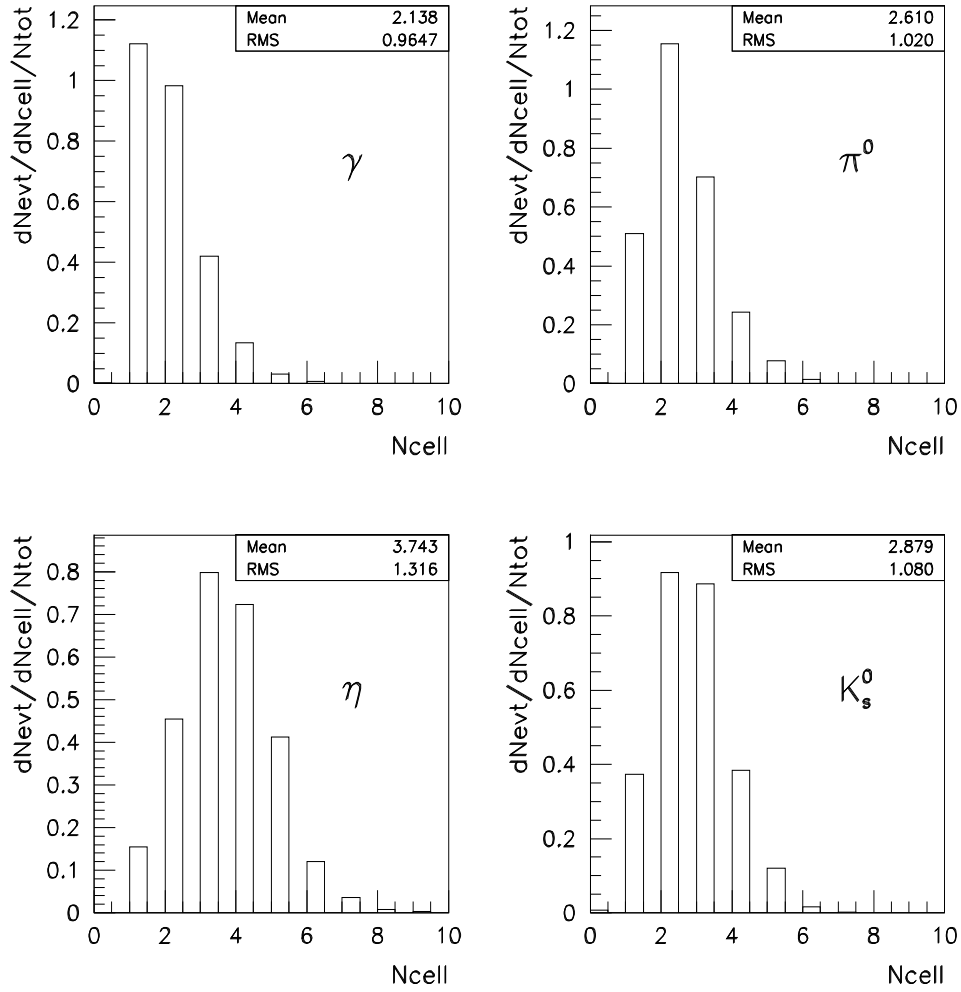 Mean 2.138
RMS 0.9647
dNevt/dNcell/Ntot
1.2
1
0.8
0.6
0.4
0.2
0
γ
0 2 4 6 8 10
Ncell
Mean 2.610
RMS 1.020
dNevt/dNcell/Ntot
1.2
1
0.8
0.6
0.4
0.2
0
π⁰
0 2 4 6 8 10
Ncell
Mean 3.743
RMS 1.316
dNevt/dNcell/Ntot
0.8
0.7
0.6
0.5
0.4
0.3
0.2
0.1
0
η
0 2 4 6 8 10
Ncell
Mean 2.879
RMS 1.080
dNevt/dNcell/Ntot
1
0.8
0.6
0.4
0.2
0
K⁰ₛ
0 2 4 6 8 10
Ncell